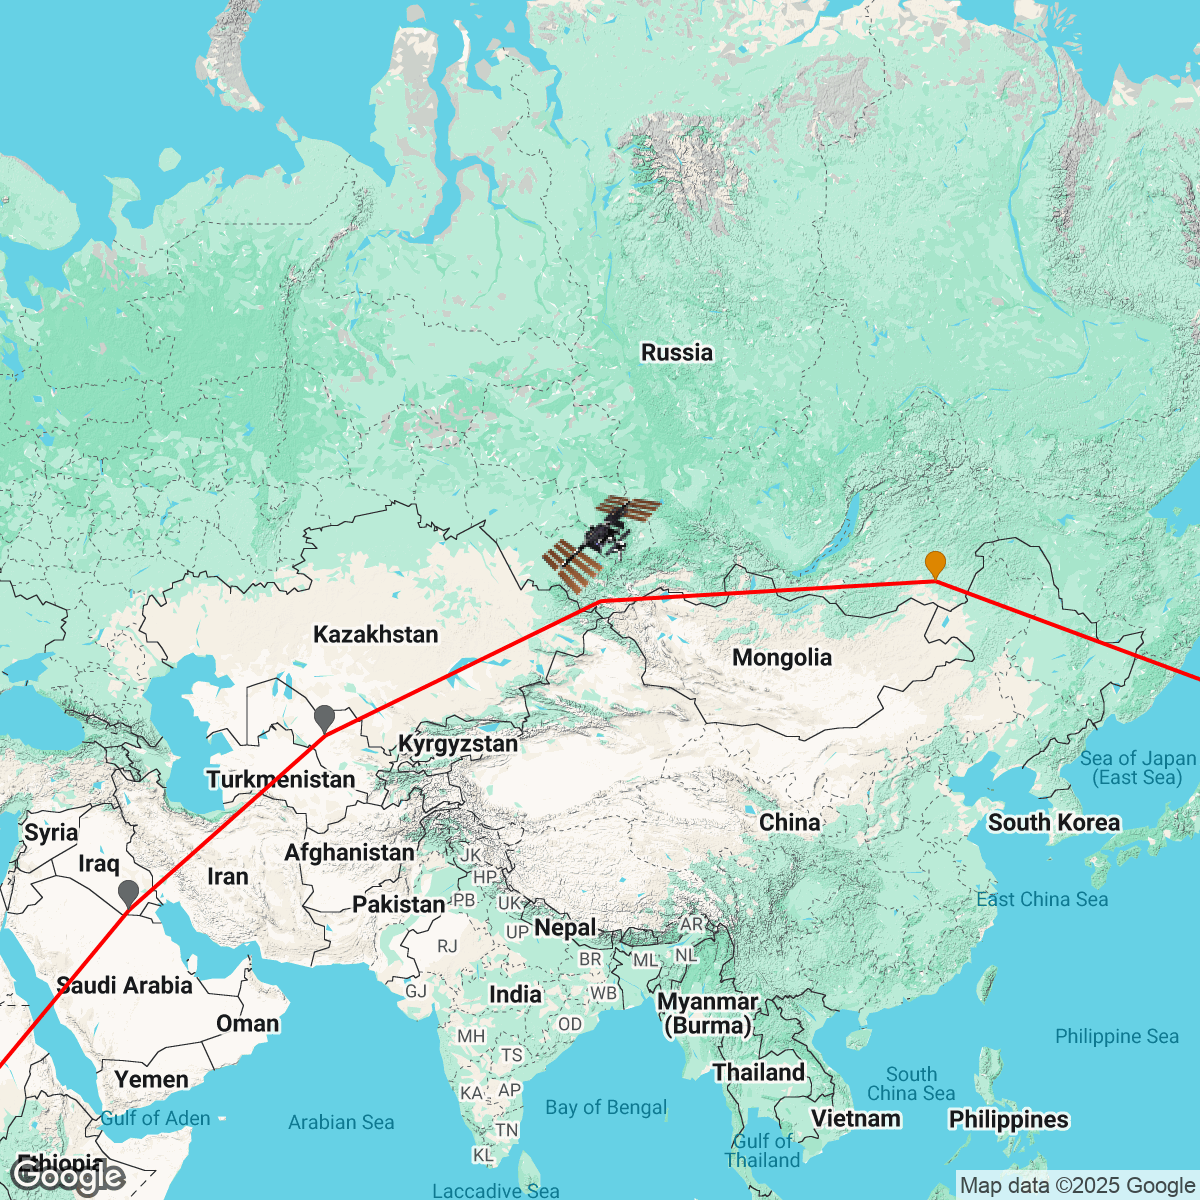 Russia
Kazakhstan
Mongolia
Kyrgyzstan
Turkmenistan
Sea of Japan
(East Sea)
Syria
China
South Korea
Iraq
Afghanistan
JK
Iran
HP
Pakistan
PB
UK
East China Sea
Nepal
AR
UP
RJ
BR
ML
NL
Saudi Arabia
GJ
India
WB
Myanmar
(Burma)
Oman
OD
MH
Philippine Sea
TS
Thailand
South
China Sea
Yemen
KA
AP
Gulf of Aden
Arabian Sea
Bay of Bengal
Vietnam
Philippines
TN
Gulf of
Thailand
KL
Ethiopia
Google
Laccadive Sea
Map data ©2025 Google